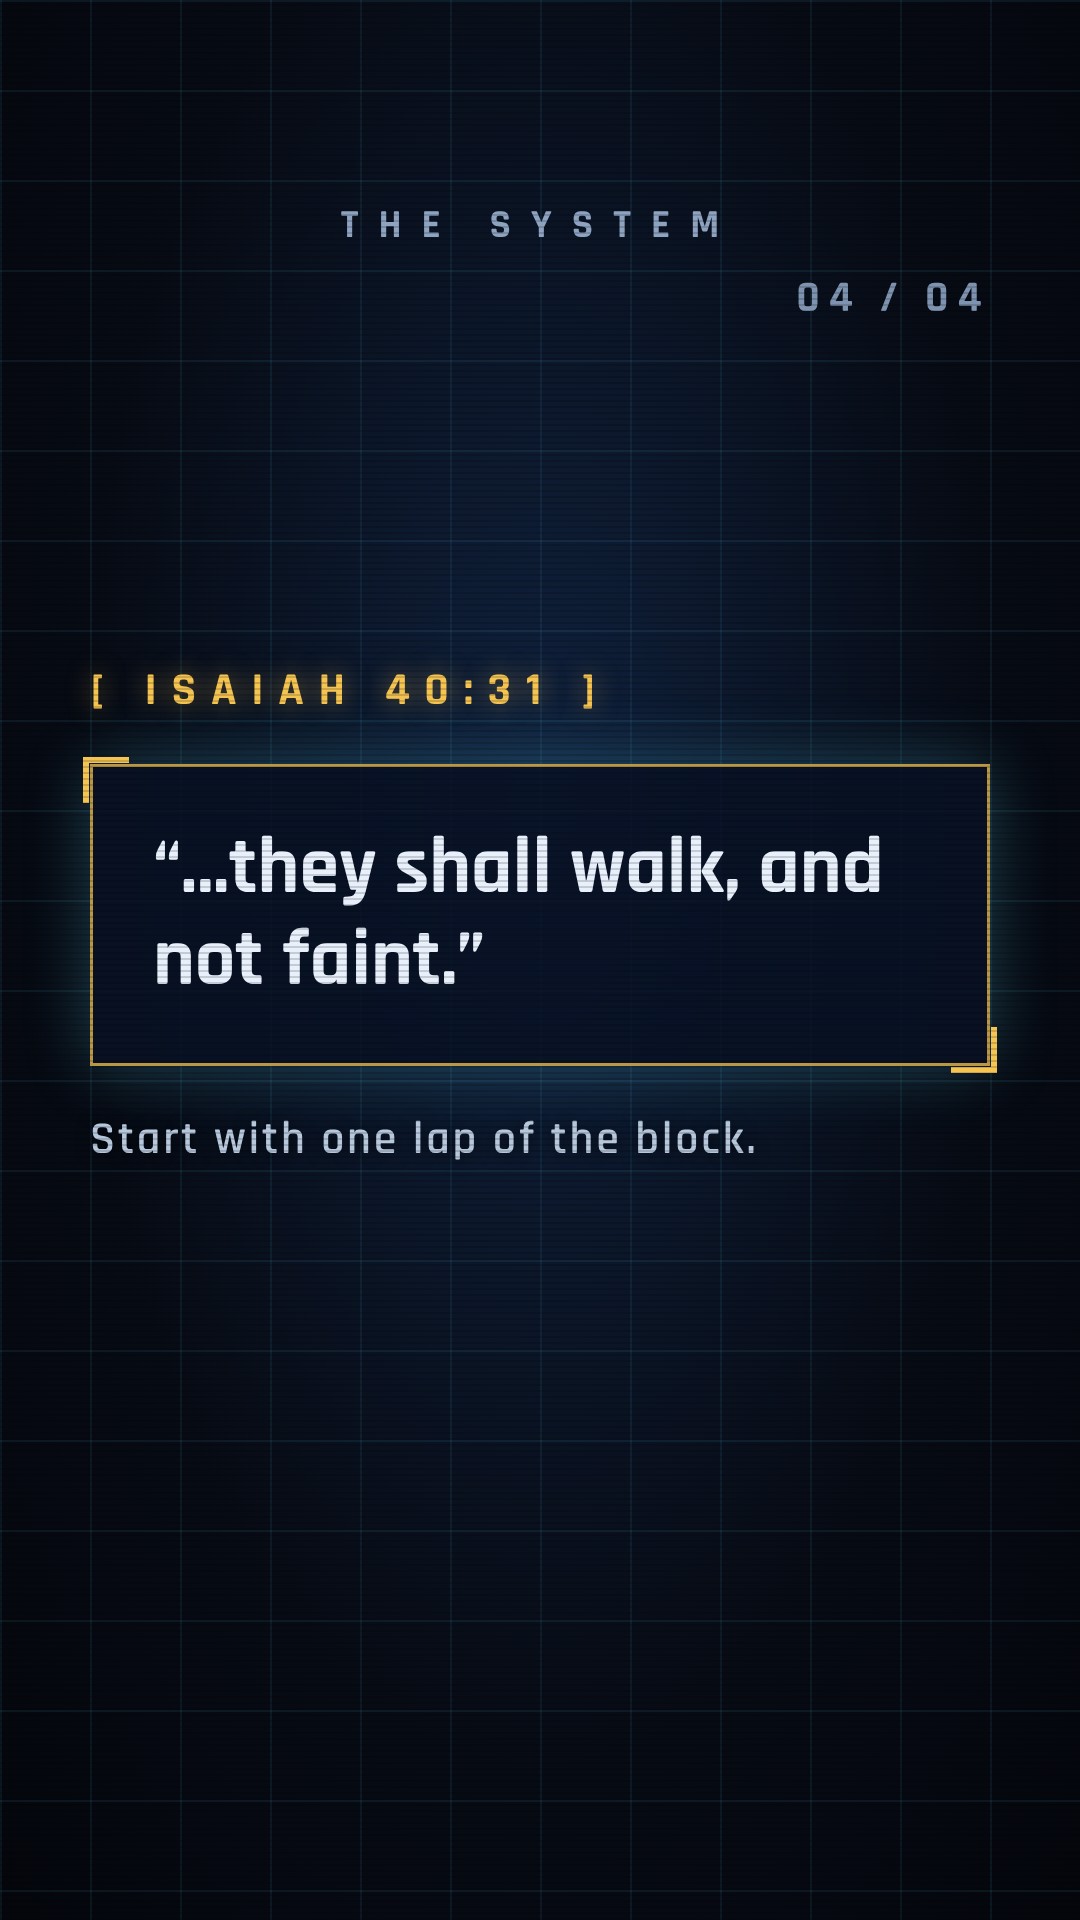 THE SYSTEM
04 / 04
[ ISAIAH 40:31 ]
“…they shall walk, and
not faint.”
Start with one lap of the block.